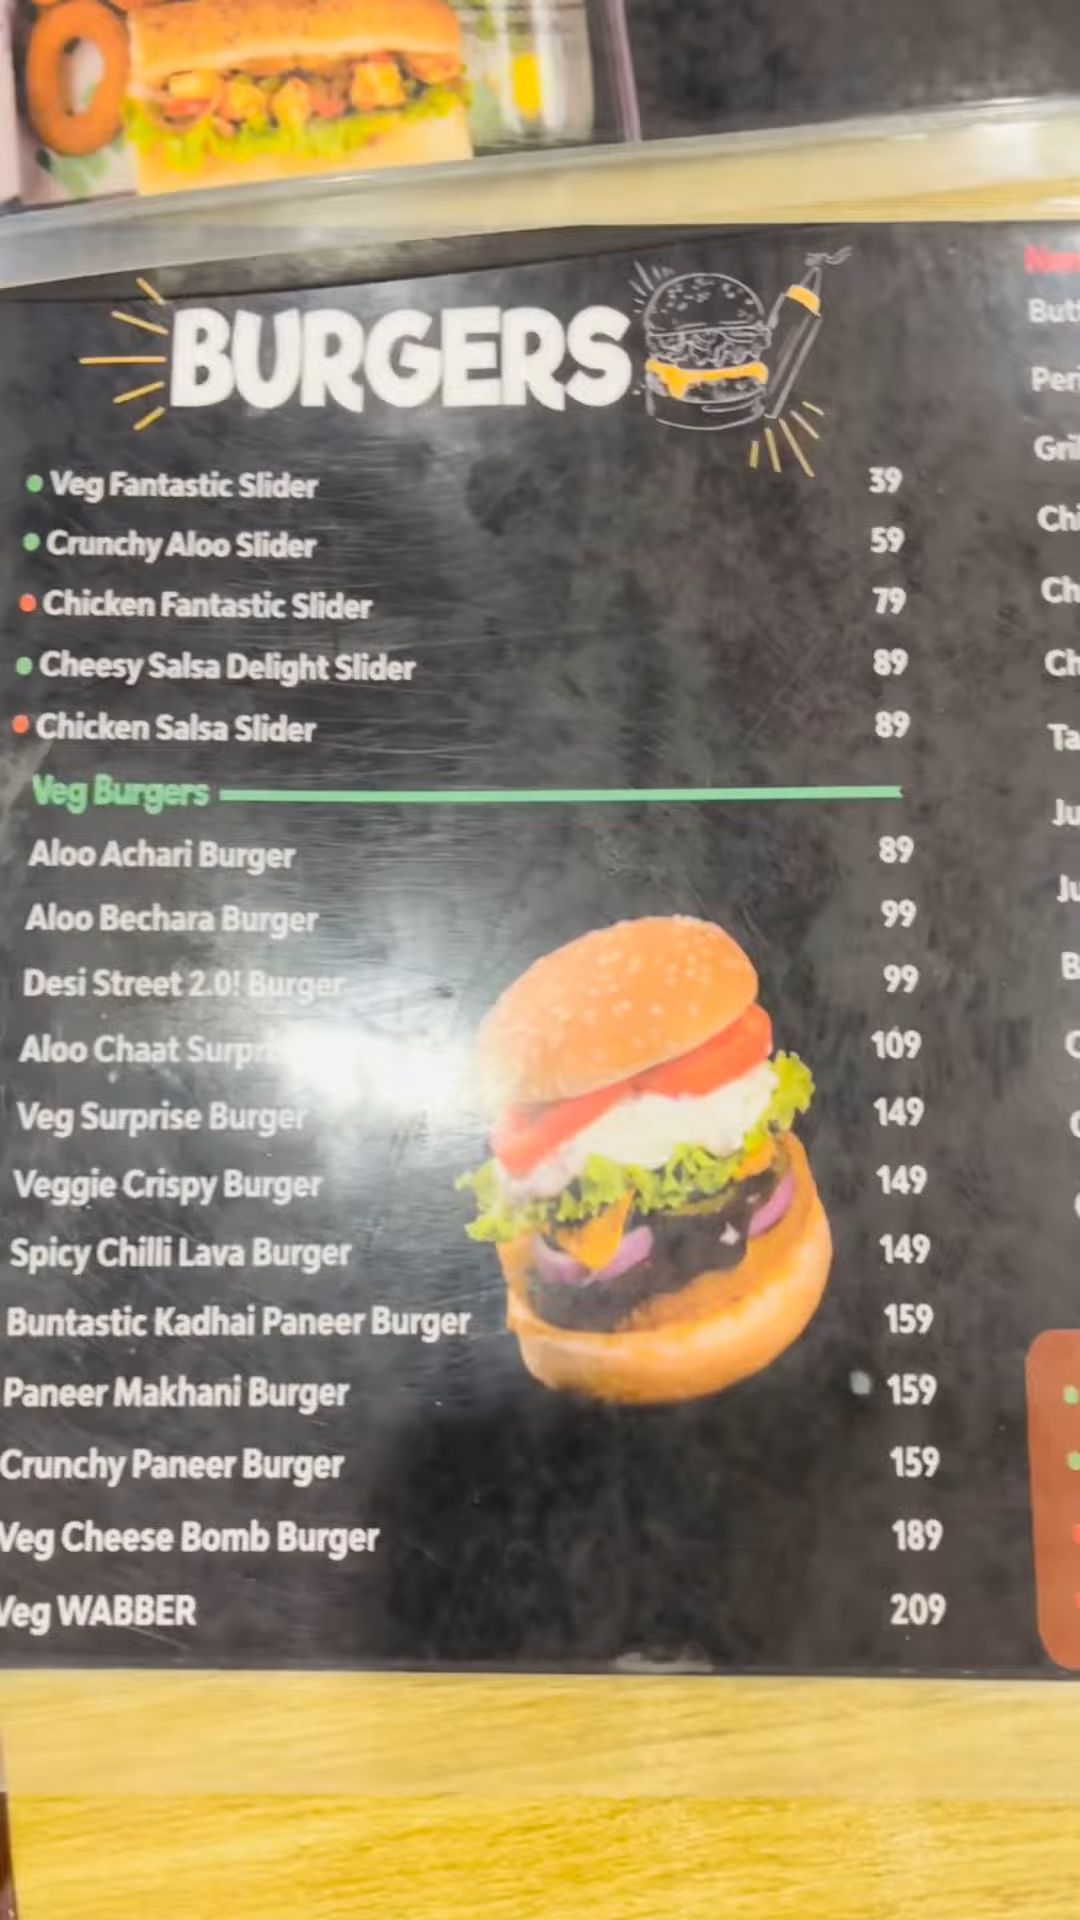 BURGERS
Veg Fantastic Slider 39
Crunchy Aloo Slider 59
Chicken Fantastic Slider 79
Cheesy Salsa Delight Slider 89
Chicken Salsa Slider 89
Veg Burgers
Aloo Achari Burger 89
Aloo Bechara Burger 99
Desi Street 2.0! Burger 99
Aloo Chaat 109
Veg Surprise Burger 149
Veggie Crispy Burger 149
Spicy Chilli Lava Burger 149
Buntastic Kadhai Paneer Burger 159
Paneer Makhani Burger 159
Crunchy Paneer Burger 159
Veg Cheese Bomb Burger 189
Veg WABBER 209